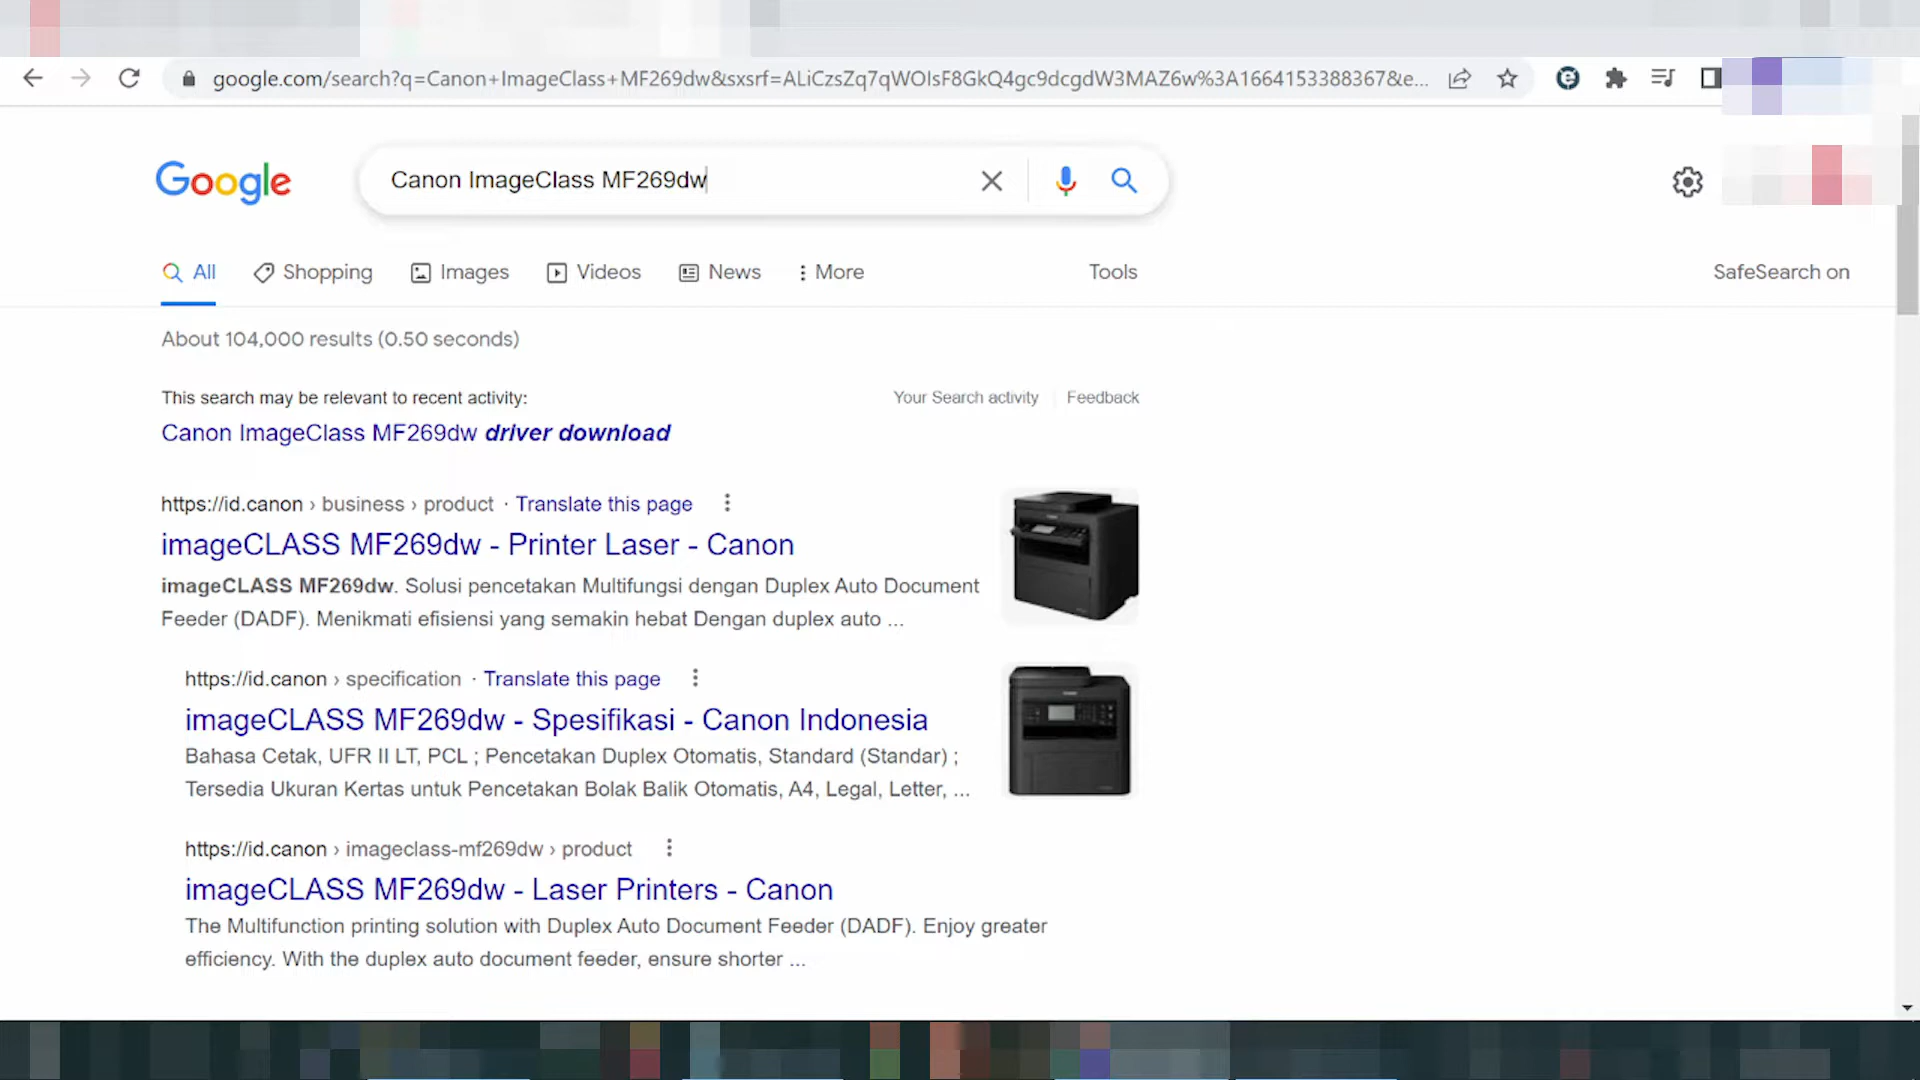 google.com/search?q=Canon+ImageClass+MF269dw&sxsrf=ALiCzsZq7qWOIsF8GkQ4gc9dcgdW3MAZ6w%3A1664153388367&e...
Google
Canon ImageClass MF269dw
All Shopping Images Videos News More Tools SafeSearch on
About 104,000 results (0.50 seconds)
This search may be relevant to recent activity: Your Search activity Feedback
Canon ImageClass MF269dw driver download
https://id.canon › business › product · Translate this page
imageCLASS MF269dw - Printer Laser - Canon
imageCLASS MF269dw. Solusi pencetakan Multifungsi dengan Duplex Auto Document
Feeder (DADF). Menikmati efisiensi yang semakin hebat Dengan duplex auto ...
https://id.canon › specification · Translate this page
imageCLASS MF269dw - Spesifikasi - Canon Indonesia
Bahasa Cetak, UFR II LT, PCL ; Pencetakan Duplex Otomatis, Standard (Standar) ;
Tersedia Ukuran Kertas untuk Pencetakan Bolak Balik Otomatis, A4, Legal, Letter, ...
https://id.canon › imageclass-mf269dw › product
imageCLASS MF269dw - Laser Printers - Canon
The Multifunction printing solution with Duplex Auto Document Feeder (DADF). Enjoy greater
efficiency. With the duplex auto document feeder, ensure shorter ...